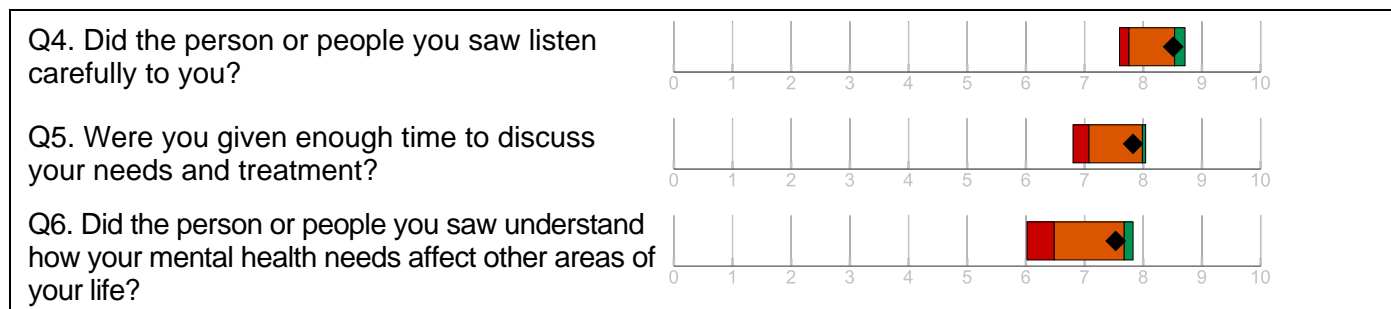 Q4. Did the person or people you saw listen
carefully to you?
0 1 2 3 4 5 6 7 8 9 10
Q5. Were you given enough time to discuss
your needs and treatment?
0 1 2 3 4 5 6 7 8 9 10
Q6. Did the person or people you saw understand
how your mental health needs affect other areas of
your life?
0 1 2 3 4 5 6 7 8 9 10